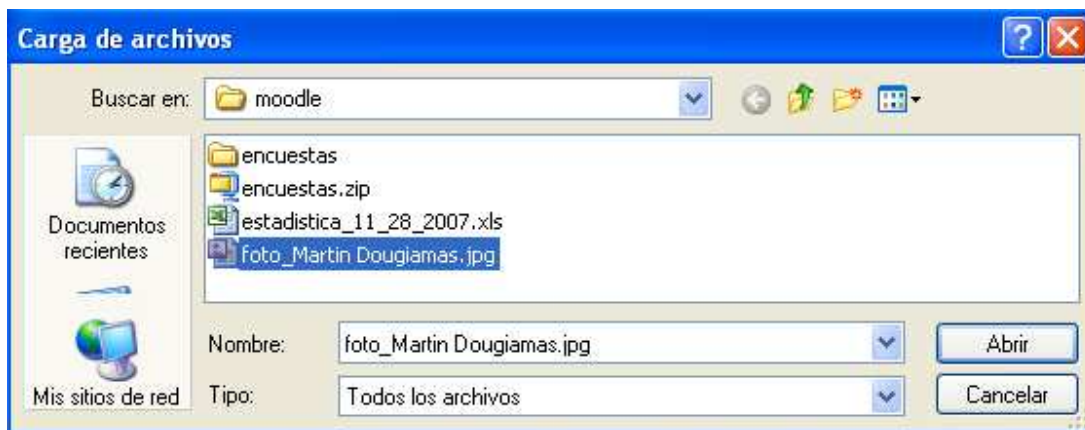 Carga de archivos
Buscar en: moodle
encuestas
encuestas.zip
estadistica_11_28_2007.xls
foto_Martin Dougiamas.jpg
Documentos
recientes
Mis sitios de red
Nombre: foto_Martin Dougiamas.jpg Abrir
Tipo: Todos los archivos Cancelar